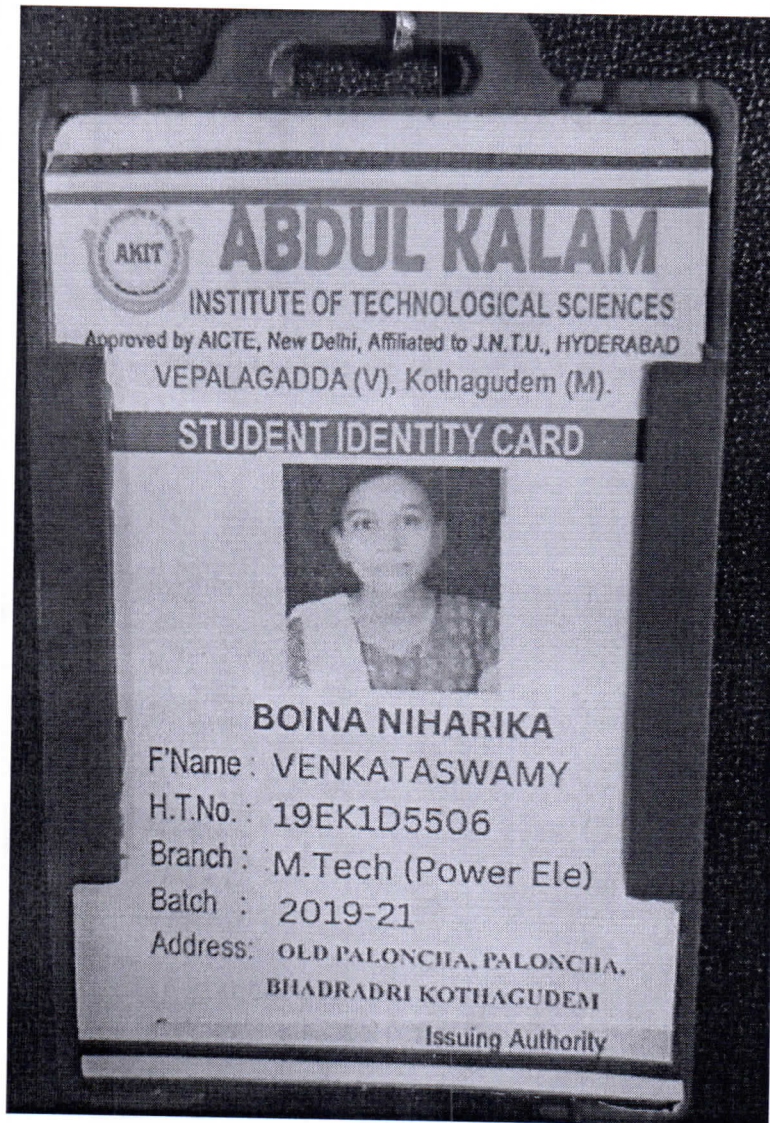 AKIT
ABDUL KALAM
INSTITUTE OF TECHNOLOGICAL SCIENCES
Approved by AICTE, New Delhi, Affiliated to J.N.T.U., HYDERABAD
VEPALAGADDA (V), Kothagudem (M).
STUDENT IDENTITY CARD
BOINA NIHARIKA
F'Name : VENKATASWAMY
H.T.No. : 19EK1D5506
Branch : M.Tech (Power Ele)
Batch : 2019-21
Address: OLD PALONCHA, PALONCHA,
BHADRADRI KOTHAGUDEM
Issuing Authority